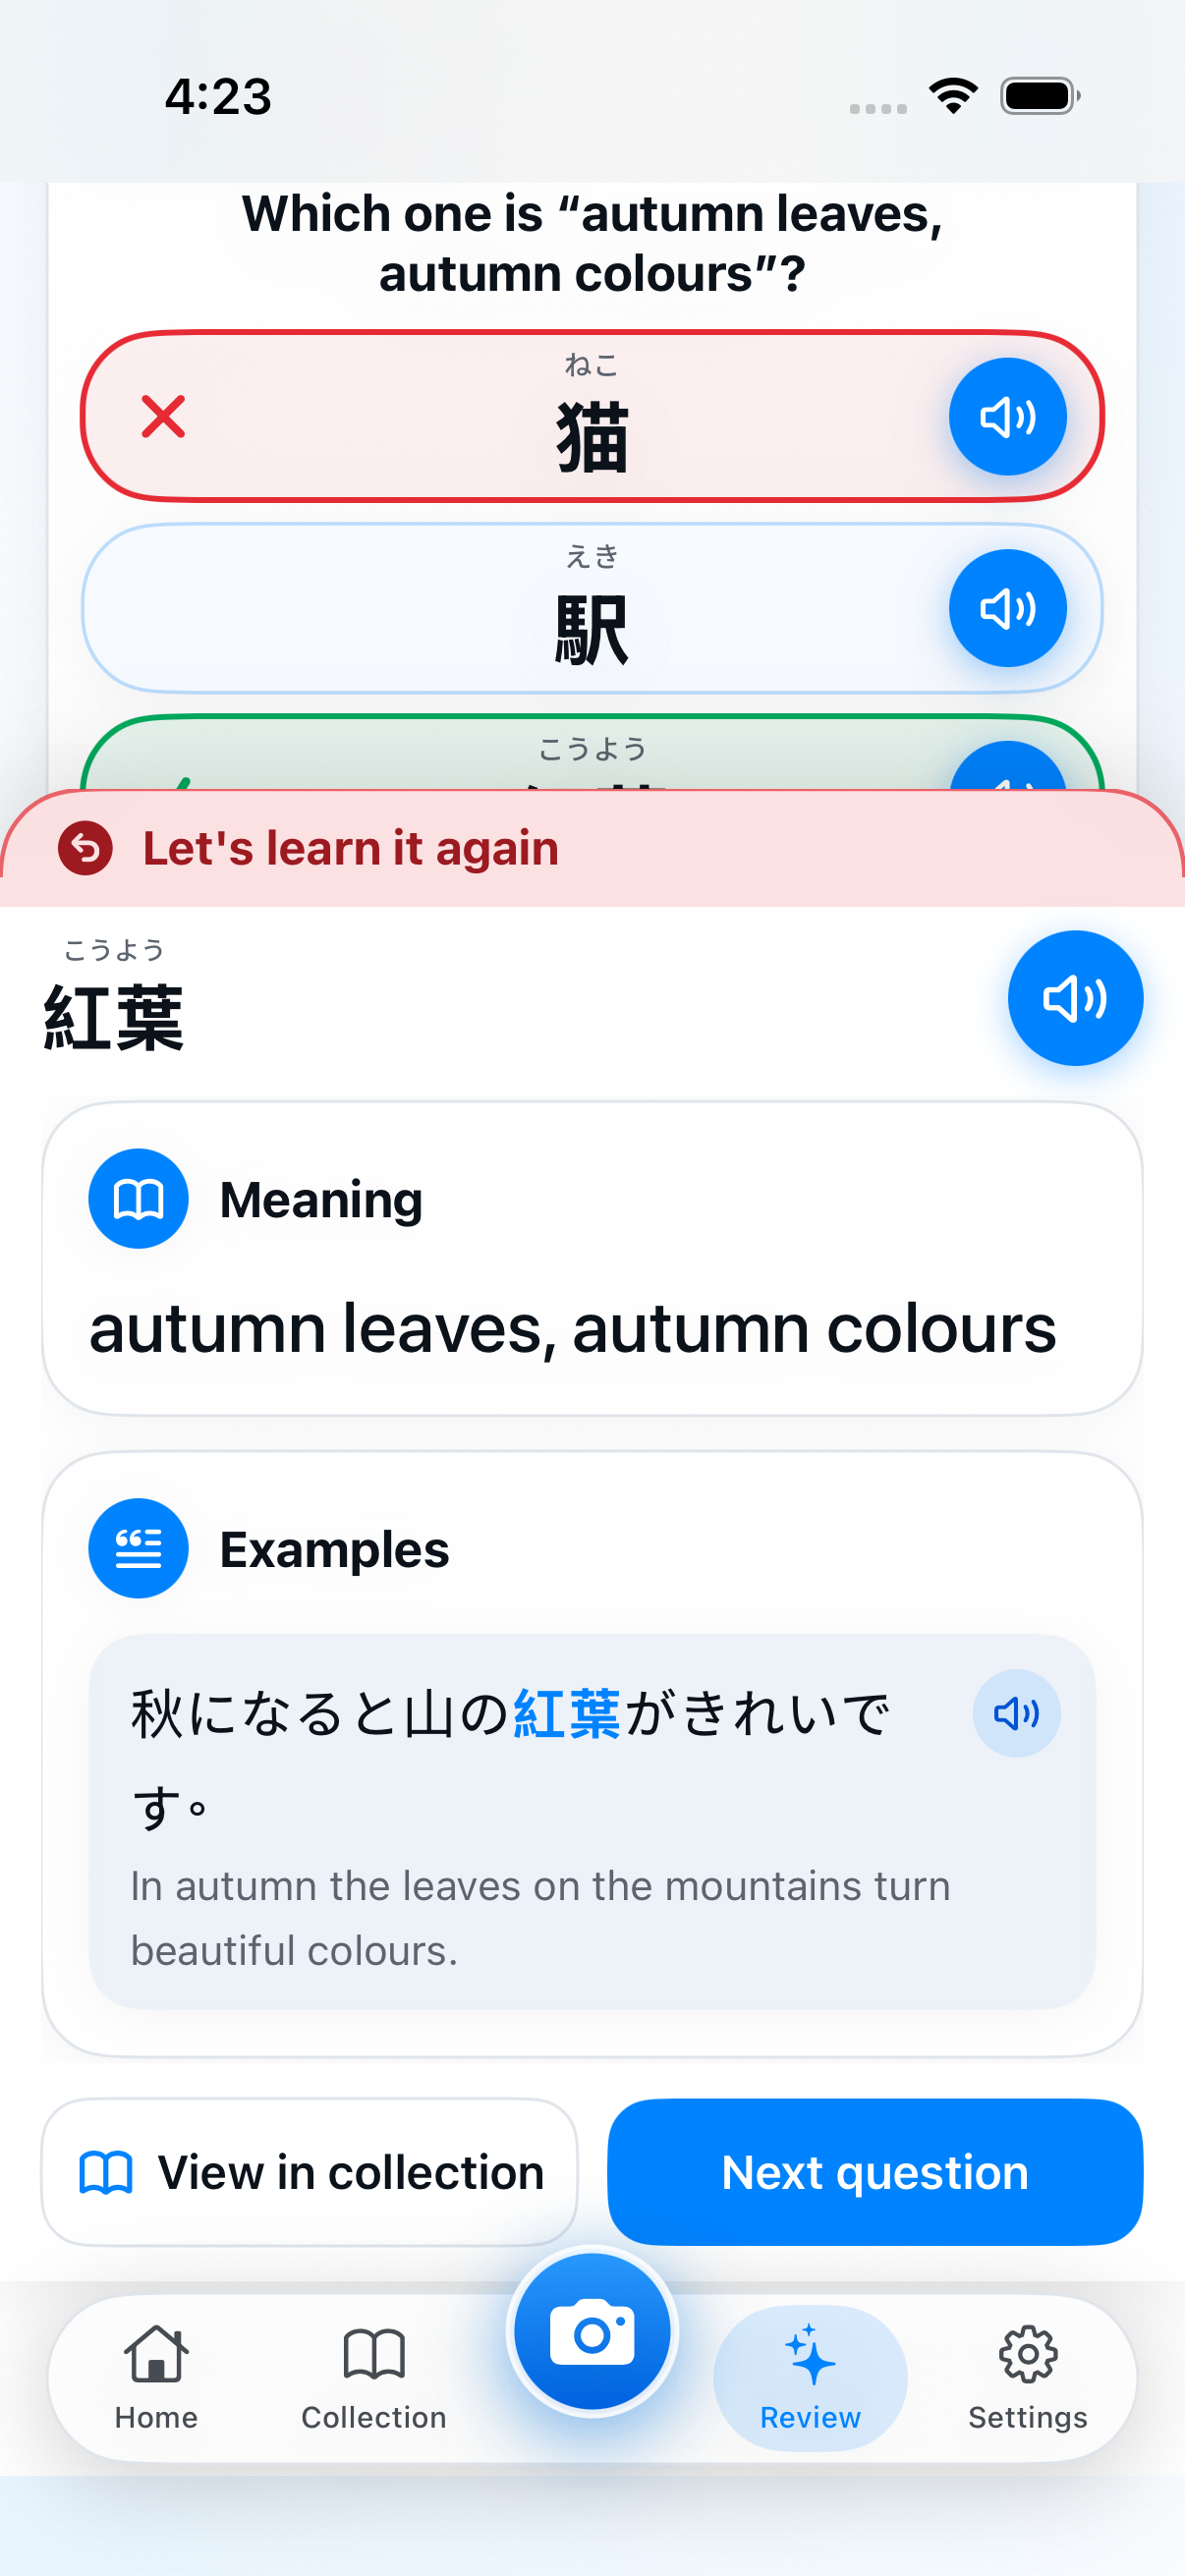 4:23
Which one is “autumn leaves,
autumn colours”?
ねこ
猫
えき
駅
こうよう
Let's learn it again
こうよう
紅葉
Meaning
autumn leaves, autumn colours
Examples
秋になると山の紅葉がきれいで
す。
In autumn the leaves on the mountains turn
beautiful colours.
View in collection
Next question
Home
Collection
Review
Settings